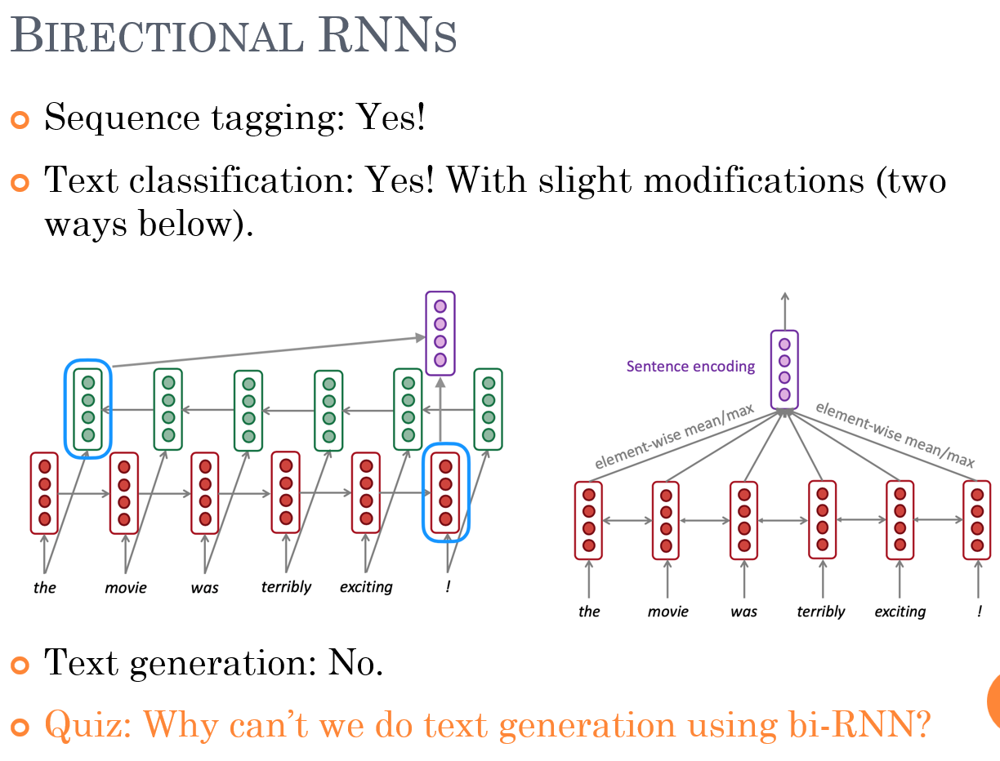 BIRECTIONAL RNNS
Sequence tagging: Yes!
Text classification: Yes! With slight modifications (two
ways below).
Sentence encoding
element-wise mean/max
element-wise mean/max
the movie was terribly exciting !
the movie was terribly exciting !
Text generation: No.
Quiz: Why can't we do text generation using bi-RNN?